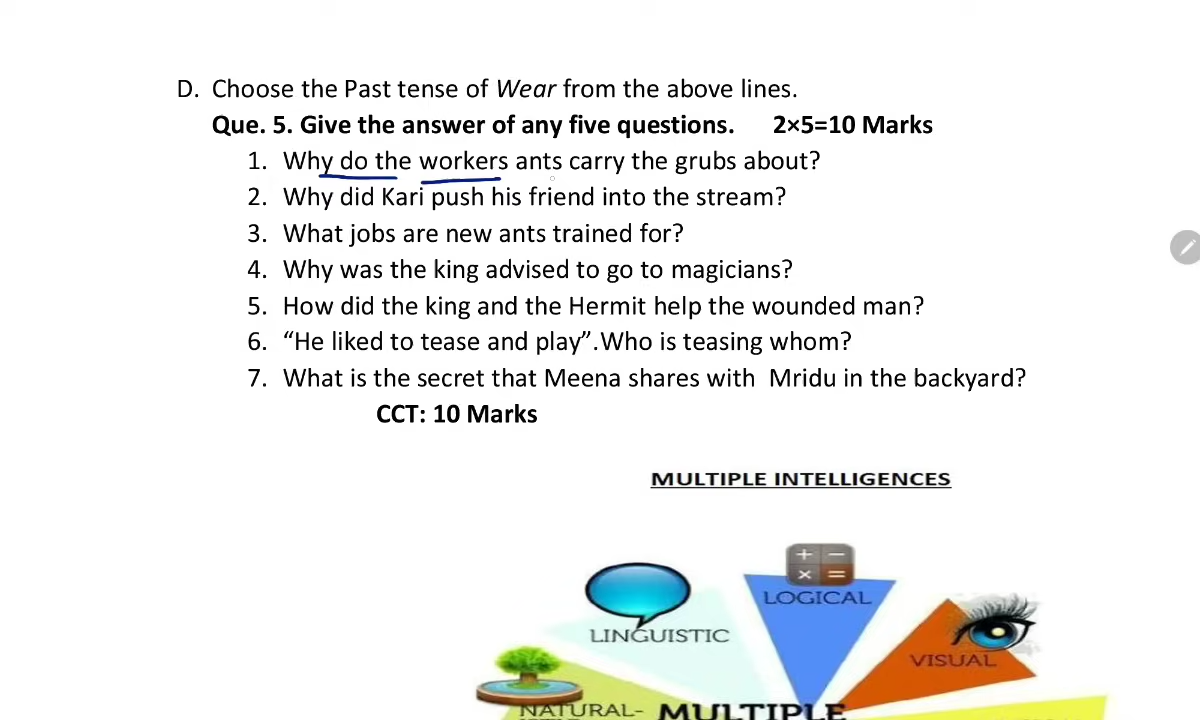 D. Choose the Past tense of Wear from the above lines.
Que. 5. Give the answer of any five questions. 2×5=10 Marks
1. Why do the workers ants carry the grubs about?
2. Why did Kari push his friend into the stream?
3. What jobs are new ants trained for?
4. Why was the king advised to go to magicians?
5. How did the king and the Hermit help the wounded man?
6. “He liked to tease and play”.Who is teasing whom?
7. What is the secret that Meena shares with Mridu in the backyard?
CCT: 10 Marks
MULTIPLE INTELLIGENCES
+ −
× =
LOGICAL
LINGUISTIC
VISUAL
NATURAL-
MULTIPLE